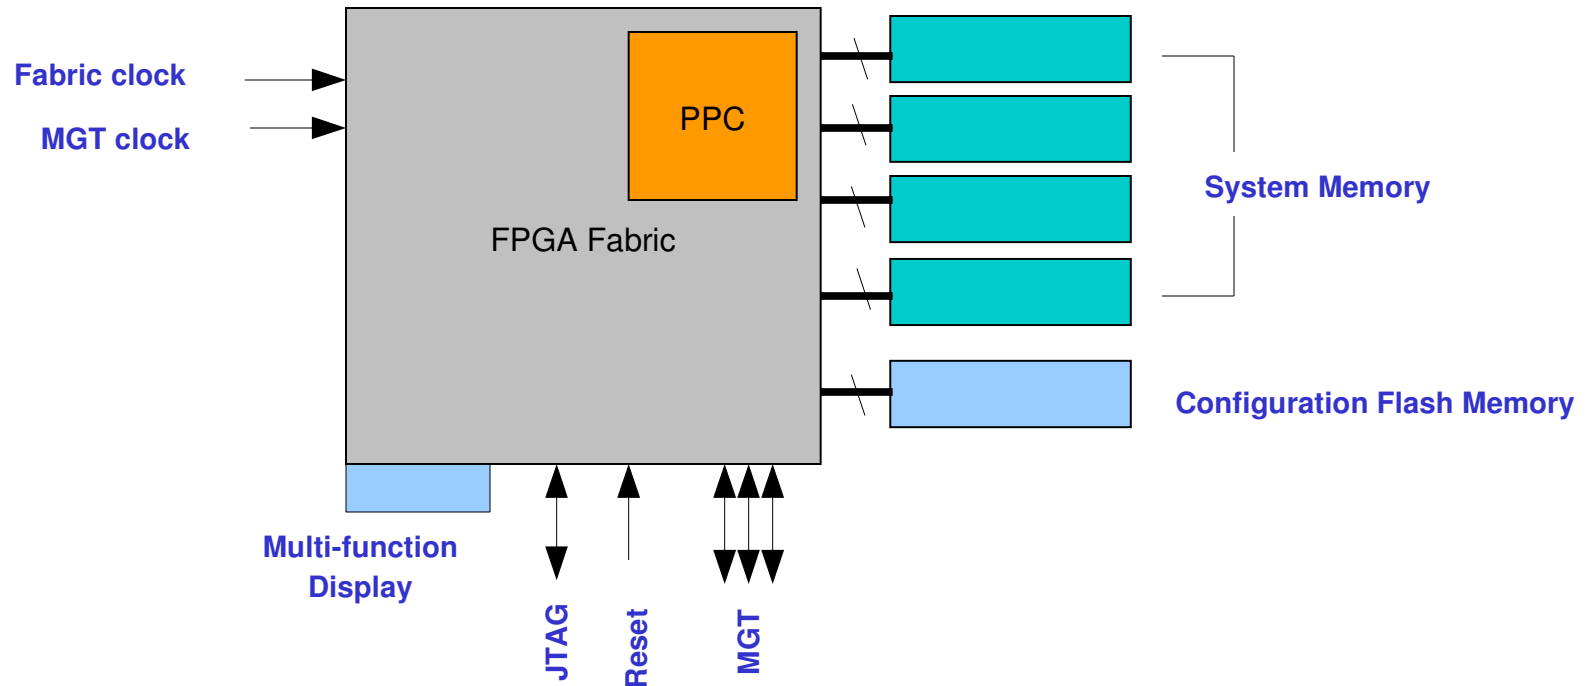 Fabric clock
MGT clock
PPC
FPGA Fabric
System Memory
Configuration Flash Memory
Multi-function
Display
JTAG
Reset
MGT